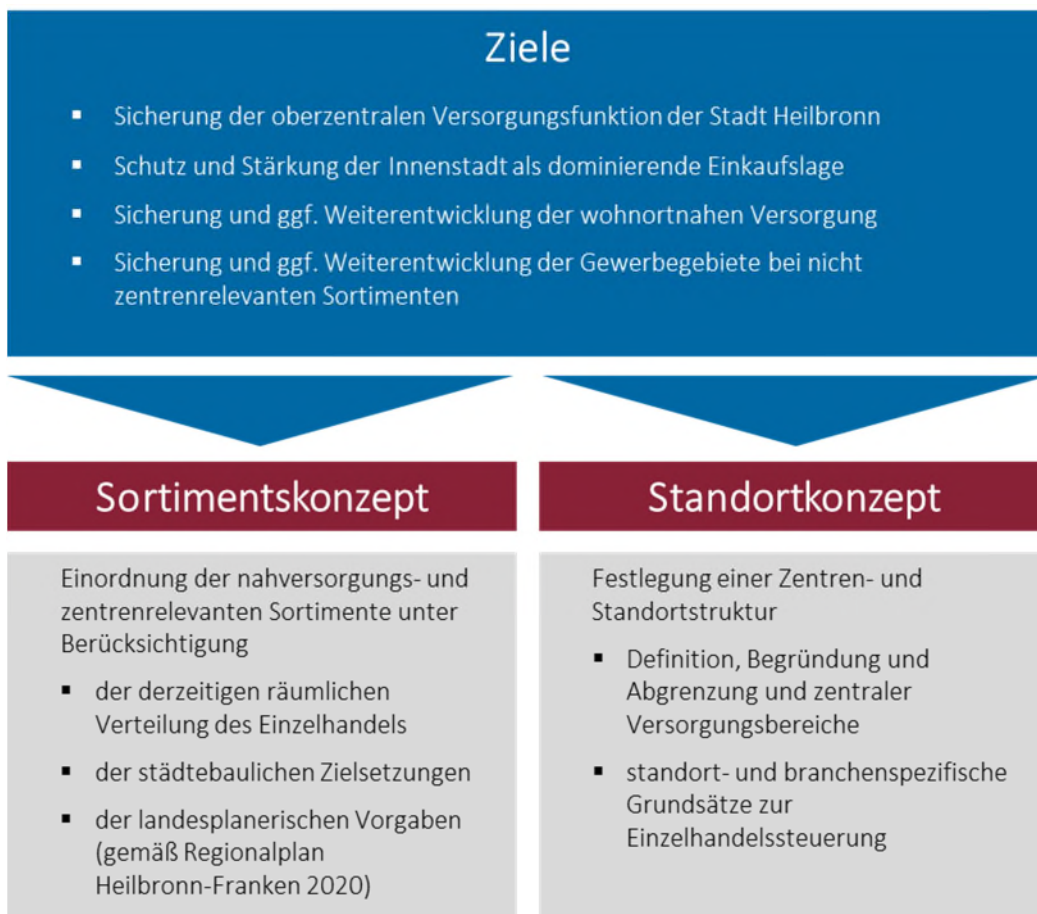 Ziele
▪ Sicherung der oberzentralen Versorgungsfunktion der Stadt Heilbronn
▪ Schutz und Stärkung der Innenstadt als dominierende Einkaufslage
▪ Sicherung und ggf. Weiterentwicklung der wohnortnahen Versorgung
▪ Sicherung und ggf. Weiterentwicklung der Gewerbegebiete bei nicht
zentrenrelevanten Sortimenten
Sortimentskonzept
Einordnung der nahversorgungs- und
zentrenrelevanten Sortimente unter
Berücksichtigung
▪ der derzeitigen räumlichen
Verteilung des Einzelhandels
▪ der städtebaulichen Zielsetzungen
▪ der landesplanerischen Vorgaben
(gemäß Regionalplan
Heilbronn-Franken 2020)
Standortkonzept
Festlegung einer Zentren- und
Standortstruktur
▪ Definition, Begründung und
Abgrenzung und zentraler
Versorgungsbereiche
▪ standort- und branchenspezifische
Grundsätze zur
Einzelhandelssteuerung